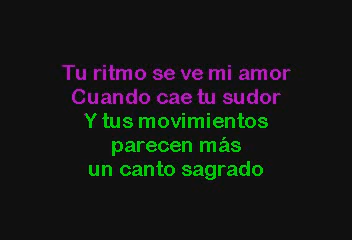 Tu ritmo se ve mi amor
Cuando cae tu sudor
Y tus movimientos
parecen más
un canto sagrado